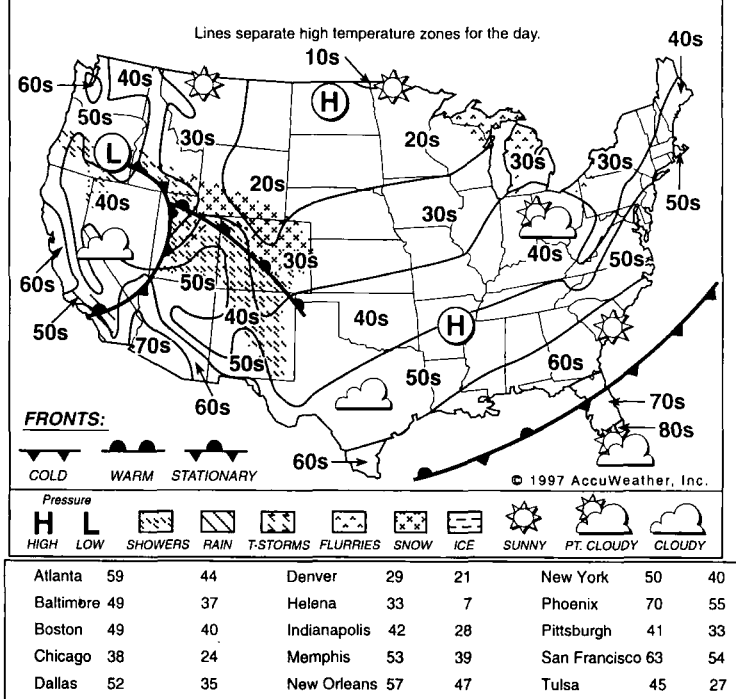 Lines separate high temperature zones for the day.
10s
40s
60s
40s
H
50s
30s
20s
30s
30s
L
20s
40s
30s
50s
40s
50s
60s
50s
30s
40s
40s
H
50s
70s
50s
50s
60s
60s
70s
80s
60s
FRONTS:
COLD WARM STATIONARY
© 1997 AccuWeather, Inc.
Pressure
H L
HIGH LOW SHOWERS RAIN T-STORMS FLURRIES SNOW ICE SUNNY PT. CLOUDY CLOUDY
Atlanta 59 44 Denver 29 21 New York 50 40
Baltimore 49 37 Helena 33 7 Phoenix 70 55
Boston 49 40 Indianapolis 42 28 Pittsburgh 41 33
Chicago 38 24 Memphis 53 39 San Francisco 63 54
Dallas 52 35 New Orleans 57 47 Tulsa 45 27